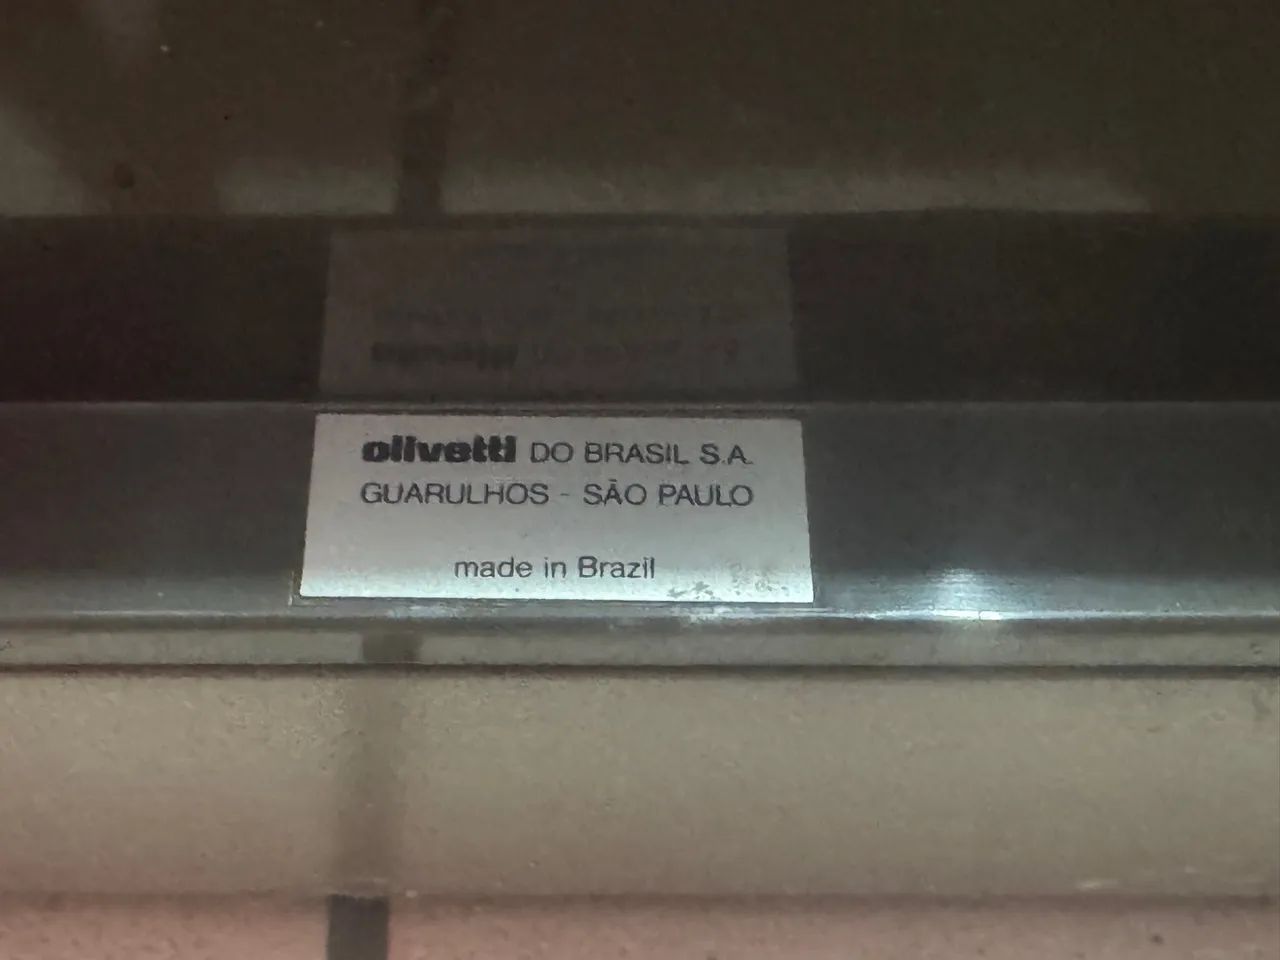 olivetti DO BRASIL S.A.
GUARULHOS - SÃO PAULO
made in Brazil